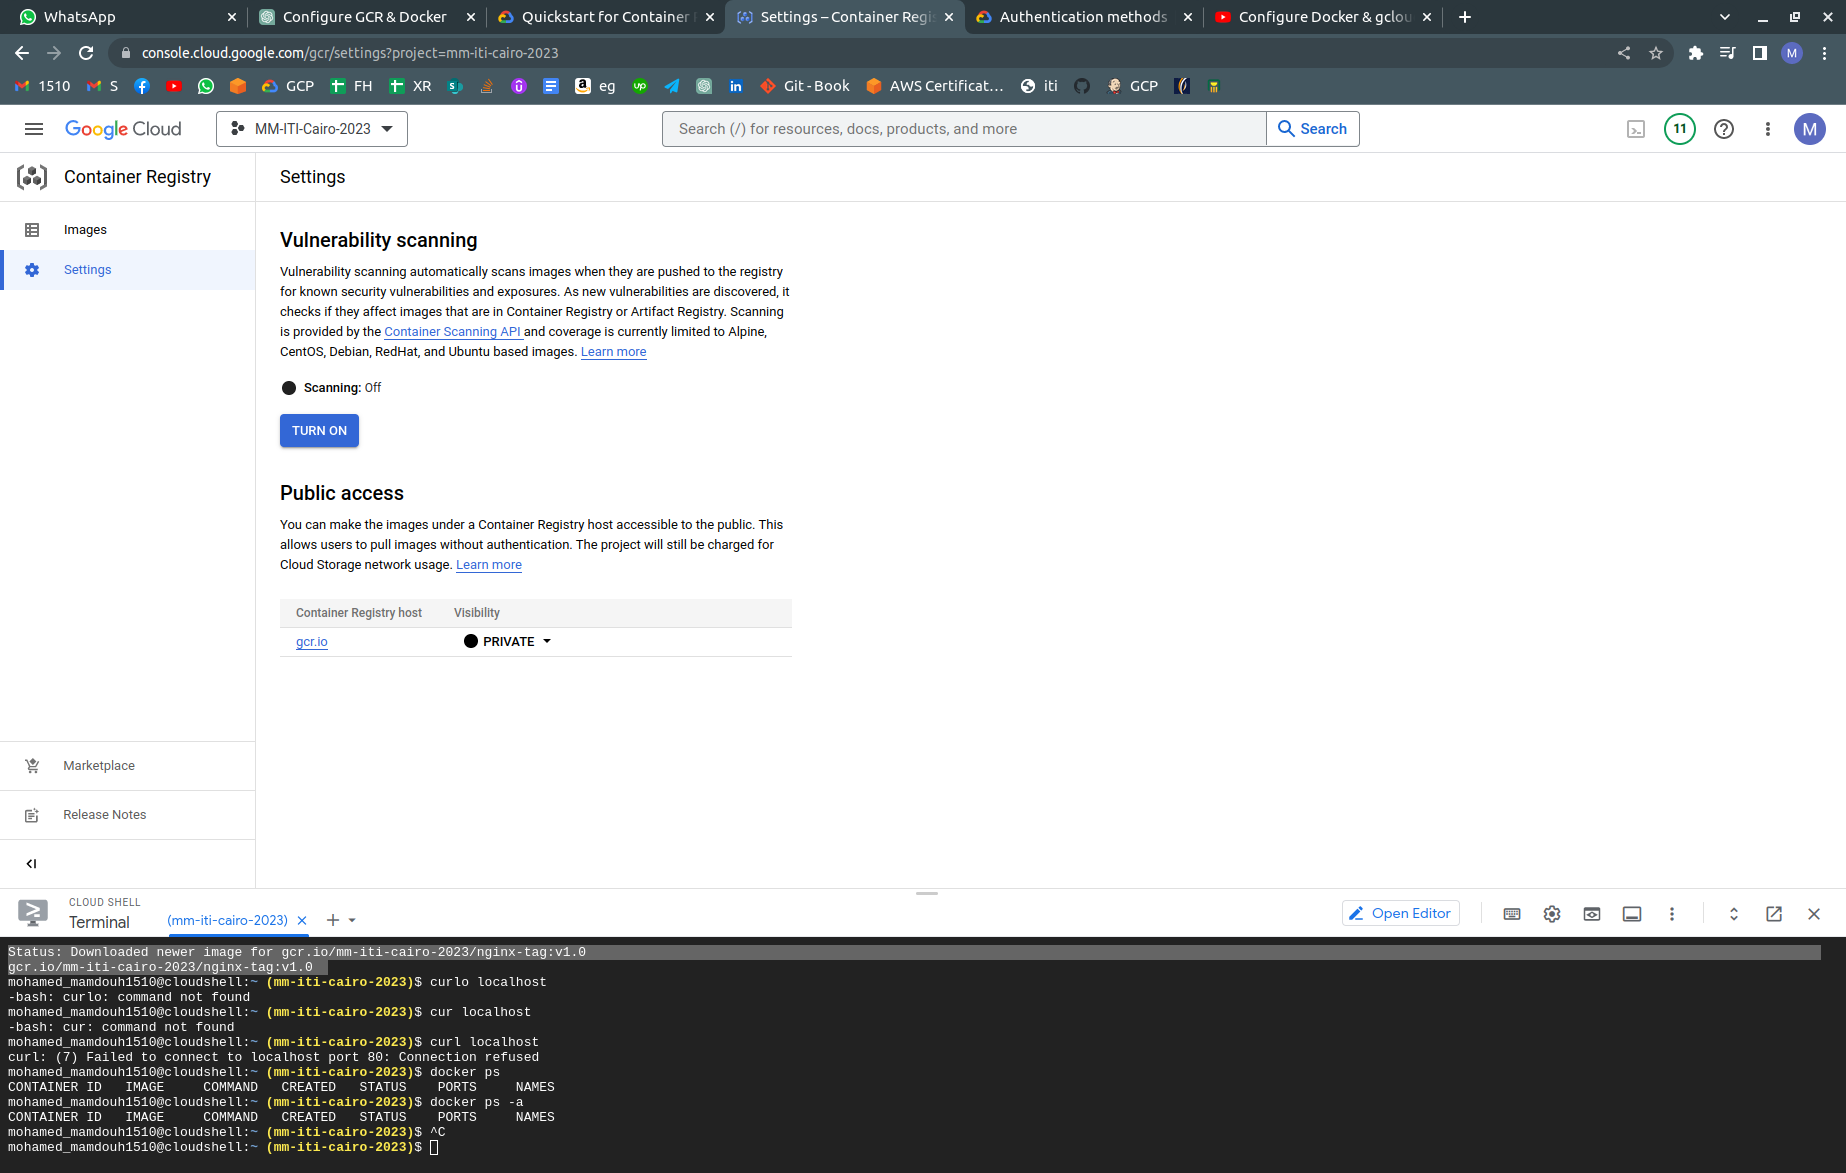 WhatsApp
Configure GCR & Docker
Quickstart for Container
Settings – Container Regi
Authentication methods
Configure Docker & gclou
console.cloud.google.com/gcr/settings?project=mm-iti-cairo-2023
M
1510
S
GCP
FH
XR
eg
Git - Book
AWS Certificat...
iti
GCP
Google Cloud
MM-ITI-Cairo-2023
Search (/) for resources, docs, products, and more
Search
11
M
Container Registry
Settings
Images
Settings
Vulnerability scanning
Vulnerability scanning automatically scans images when they are pushed to the registry
for known security vulnerabilities and exposures. As new vulnerabilities are discovered, it
checks if they affect images that are in Container Registry or Artifact Registry. Scanning
is provided by the Container Scanning API and coverage is currently limited to Alpine,
CentOS, Debian, RedHat, and Ubuntu based images. Learn more
Scanning: Off
TURN ON
Public access
You can make the images under a Container Registry host accessible to the public. This
allows users to pull images without authentication. The project will still be charged for
Cloud Storage network usage. Learn more
Container Registry host Visibility
gcr.io PRIVATE
Marketplace
Release Notes
CLOUD SHELL
Terminal
(mm-iti-cairo-2023)
Open Editor
Status: Downloaded newer image for gcr.io/mm-iti-cairo-2023/nginx-tag:v1.0
gcr.io/mm-iti-cairo-2023/nginx-tag:v1.0
mohamed_mamdouh1510@cloudshell:~ (mm-iti-cairo-2023)$ curlo localhost
-bash: curlo: command not found
mohamed_mamdouh1510@cloudshell:~ (mm-iti-cairo-2023)$ cur localhost
-bash: cur: command not found
mohamed_mamdouh1510@cloudshell:~ (mm-iti-cairo-2023)$ curl localhost
curl: (7) Failed to connect to localhost port 80: Connection refused
mohamed_mamdouh1510@cloudshell:~ (mm-iti-cairo-2023)$ docker ps
CONTAINER ID   IMAGE     COMMAND   CREATED   STATUS    PORTS     NAMES
mohamed_mamdouh1510@cloudshell:~ (mm-iti-cairo-2023)$ docker ps -a
CONTAINER ID   IMAGE     COMMAND   CREATED   STATUS    PORTS     NAMES
mohamed_mamdouh1510@cloudshell:~ (mm-iti-cairo-2023)$ ^C
mohamed_mamdouh1510@cloudshell:~ (mm-iti-cairo-2023)$